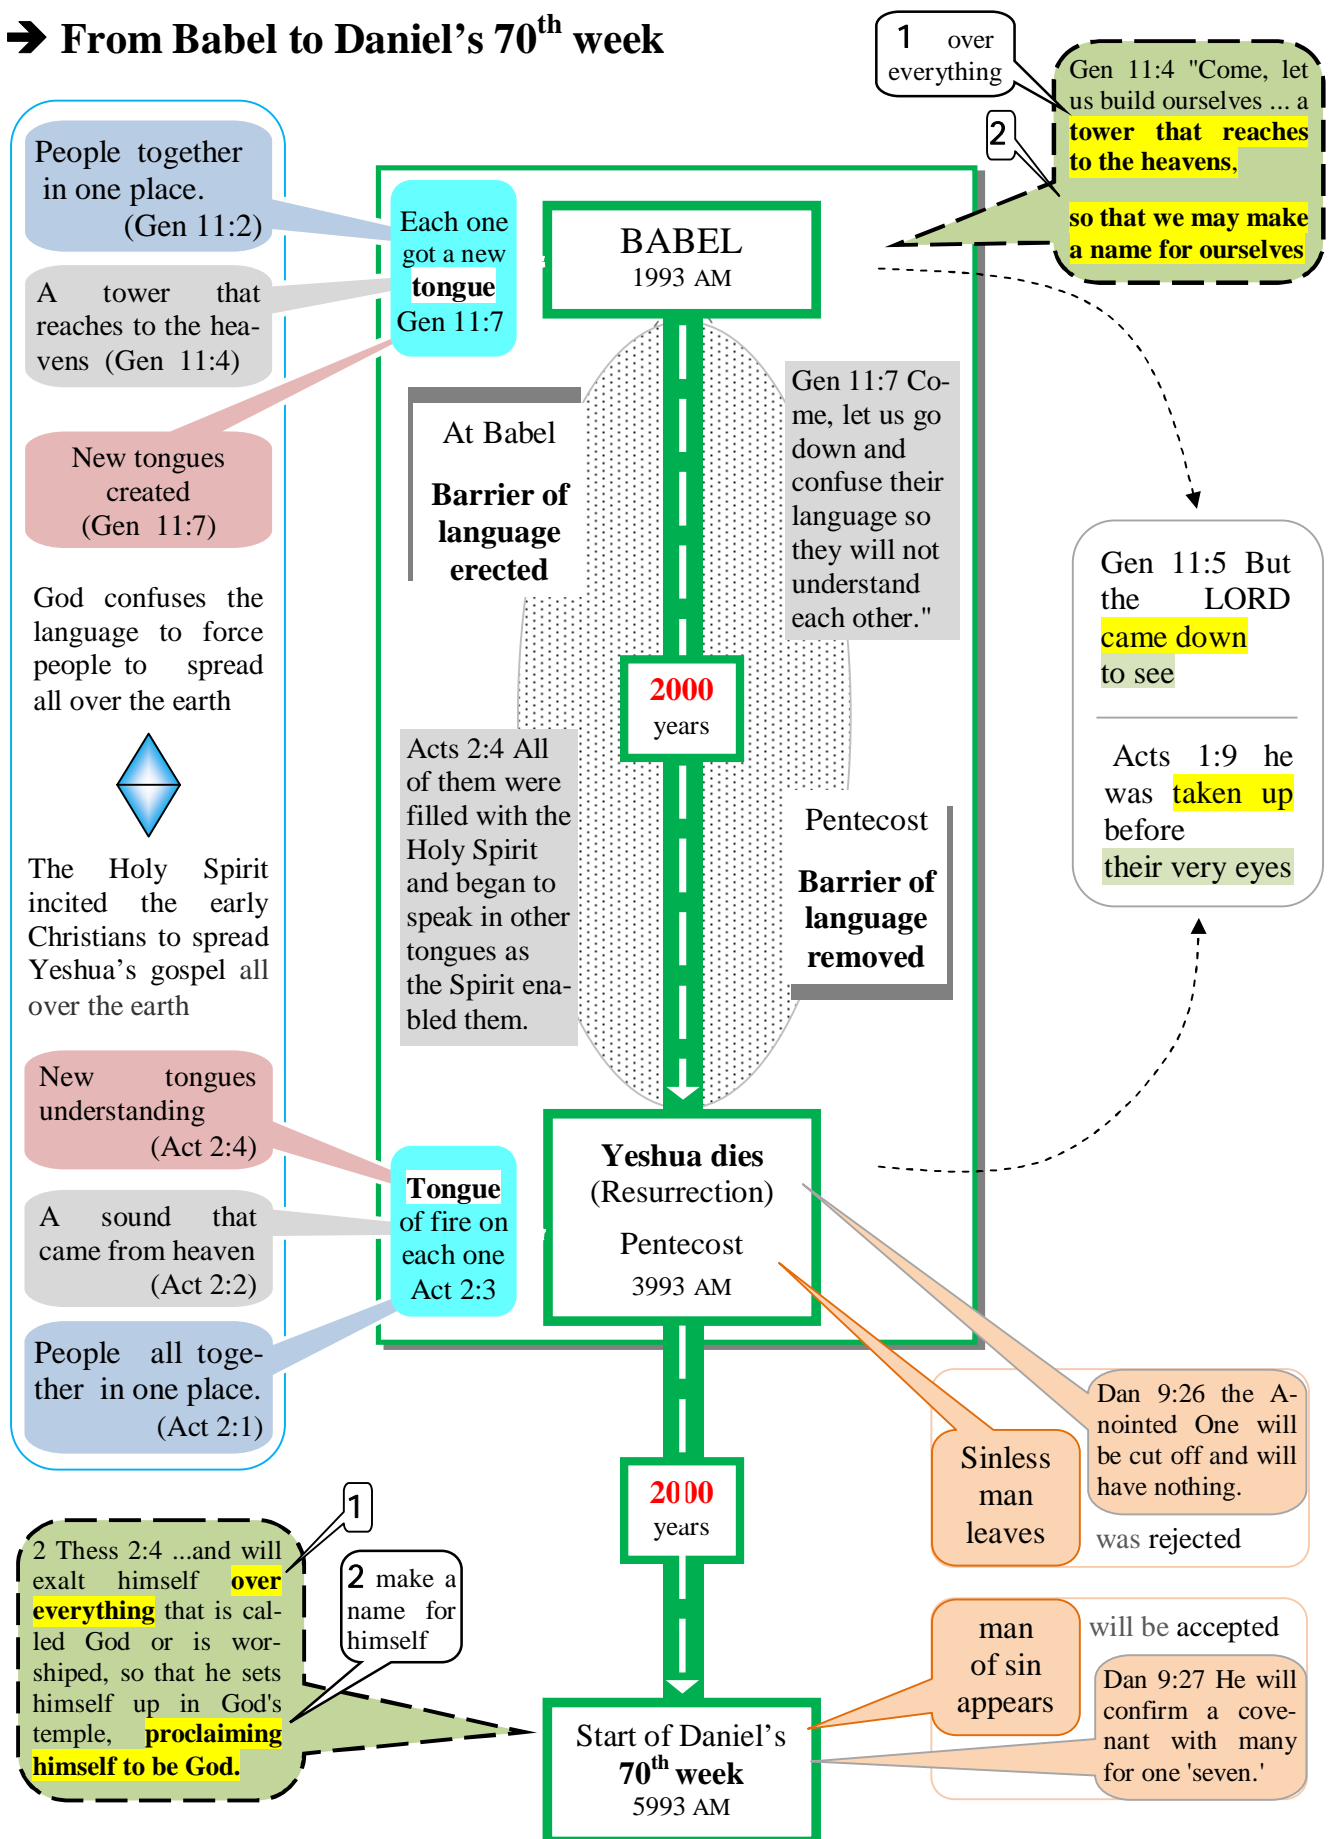 ➔ From Babel to Daniel's 70th week
1 over
everything
Gen 11:4 "Come, let
us build ourselves ... a
tower that reaches
to the heavens,
so that we may make
a name for ourselves
2
People together
in one place.
(Gen 11:2)
A tower that
reaches to the hea-
vens (Gen 11:4)
New tongues
created
(Gen 11:7)
God confuses the
language to force
people to spread
all over the earth
The Holy Spirit
incited the early
Christians to spread
Yeshua's gospel all
over the earth
New tongues
understanding
(Act 2:4)
A sound that
came from heaven
(Act 2:2)
People all toge-
ther in one place.
(Act 2:1)
Each one
got a new
tongue
Gen 11:7
BABEL
1993 AM
At Babel
Barrier of
language
erected
Gen 11:7 Co-
me, let us go
down and
confuse their
language so
they will not
understand
each other."
2000
years
Acts 2:4 All
of them were
filled with the
Holy Spirit
and began to
speak in other
tongues as
the Spirit ena-
bled them.
Pentecost
Barrier of
language
removed
Gen 11:5 But
the LORD
came down
to see
Acts 1:9 he
was taken up
before
their very eyes
Tongue
of fire on
each one
Act 2:3
Yeshua dies
(Resurrection)
Pentecost
3993 AM
2000
years
Dan 9:26 the A-
nointed One will
be cut off and will
have nothing.
Sinless
man
leaves
was rejected
1
2 Thess 2:4 ...and will
exalt himself over
everything that is cal-
led God or is wor-
shiped, so that he sets
himself up in God's
temple, proclaiming
himself to be God.
2 make a
name for
himself
man
of sin
appears
will be accepted
Dan 9:27 He will
confirm a cove-
nant with many
for one 'seven.'
Start of Daniel's
70th week
5993 AM